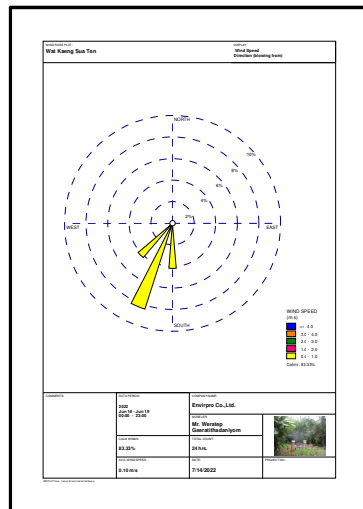 WIND ROSE PLOT:
Wat Kaeng Sua Ten
DISPLAY:
Wind Speed
Direction (blowing from)
NORTH
10%
8%
6%
4%
2%
WEST
EAST
SOUTH
WIND SPEED
(m/s)
>= 4.0
3.0 - 4.0
2.0 - 3.0
1.0 - 2.0
0.4 - 1.0
Calms: 83.33%
COMMENTS:
DATA PERIOD:
2022
Jun 18 - Jun 19
00:00 - 23:00
COMPANY NAME:
Envirpro Co.,Ltd.
MODELER:
Mr. Weratep
Geeratithadaniyom
CALM WINDS:
83.33%
TOTAL COUNT:
24 hrs.
AVG. WIND SPEED:
0.10 m/s
DATE:
7/14/2022
PROJECT NO.: